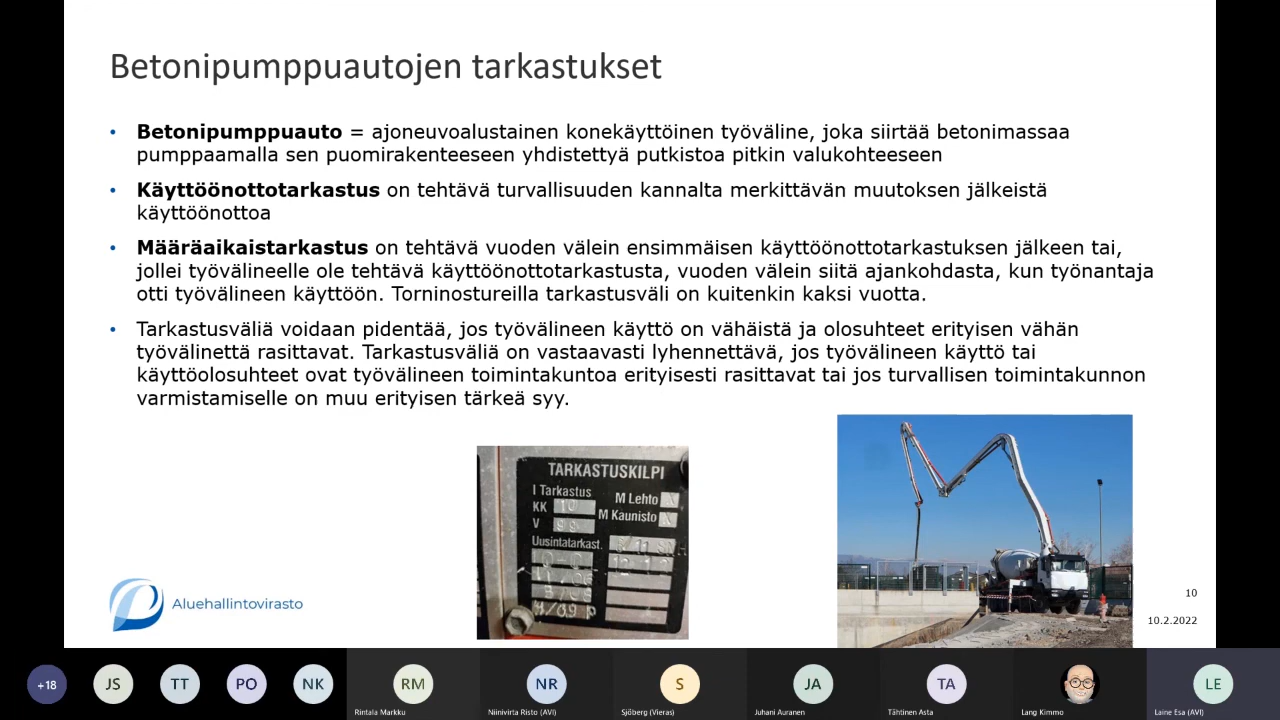 Betonipumppuautojen tarkastukset
• Betonipumppuauto = ajoneuvoalustainen konekäyttöinen työväline, joka siirtää betonimassaa
pumppaamalla sen puomirakenteeseen yhdistettyä putkistoa pitkin valukohteeseen
• Käyttöönottotarkastus on tehtävä turvallisuuden kannalta merkittävän muutoksen jälkeistä
käyttöönottoa
• Määräaikaistarkastus on tehtävä vuoden välein ensimmäisen käyttöönottotarkastuksen jälkeen tai,
jollei työvälineelle ole tehtävä käyttöönottotarkastusta, vuoden välein siitä ajankohdasta, kun työnantaja
otti työvälineen käyttöön. Torninostureilla tarkastusväli on kuitenkin kaksi vuotta.
• Tarkastusväliä voidaan pidentää, jos työvälineen käyttö on vähäistä ja olosuhteet erityisen vähän
työvälinettä rasittavat. Tarkastusväliä on vastaavasti lyhennettävä, jos työvälineen käyttö tai
käyttöolosuhteet ovat työvälineen toimintakuntoa erityisesti rasittavat tai jos turvallisen toimintakunnon
varmistamiselle on muu erityisen tärkeä syy.
TARKASTUSKILPI
I Tarkastus
M Lehto
KK 10
M Kaunisto
V 99
Uusintatarkast.
Aluehallintovirasto
10
10.2.2022
+18
JS
TT
PO
NK
RM
NR
S
JA
TA
LE
Rintala Markku
Niinivirta Risto (AVI)
Sjöberg (Vieras)
Juhani Auranen
Tähtinen Asta
Lang Kimmo
Laine Esa (AVI)